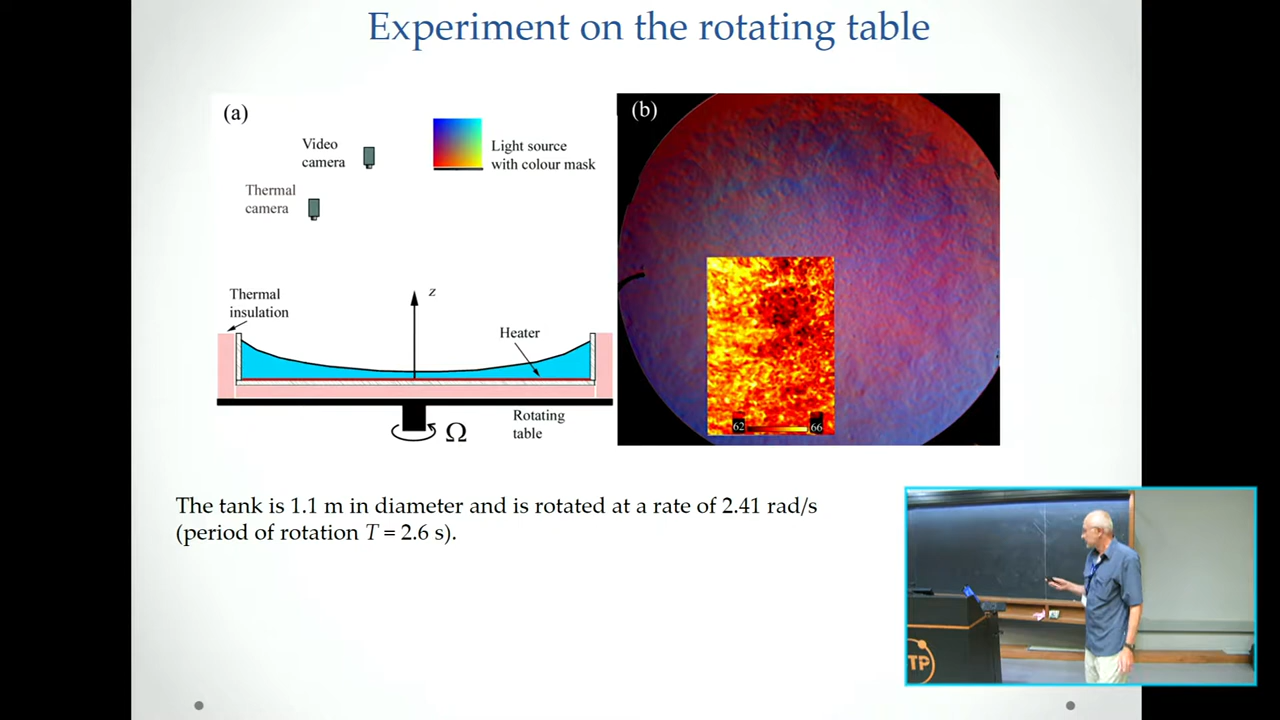 Experiment on the rotating table
(a)
Video
camera
Light source
with colour mask
Thermal
camera
z
Thermal
insulation
Heater
Rotating
table
Ω
(b)
62
66
The tank is 1.1 m in diameter and is rotated at a rate of 2.41 rad/s
(period of rotation T = 2.6 s).
TP